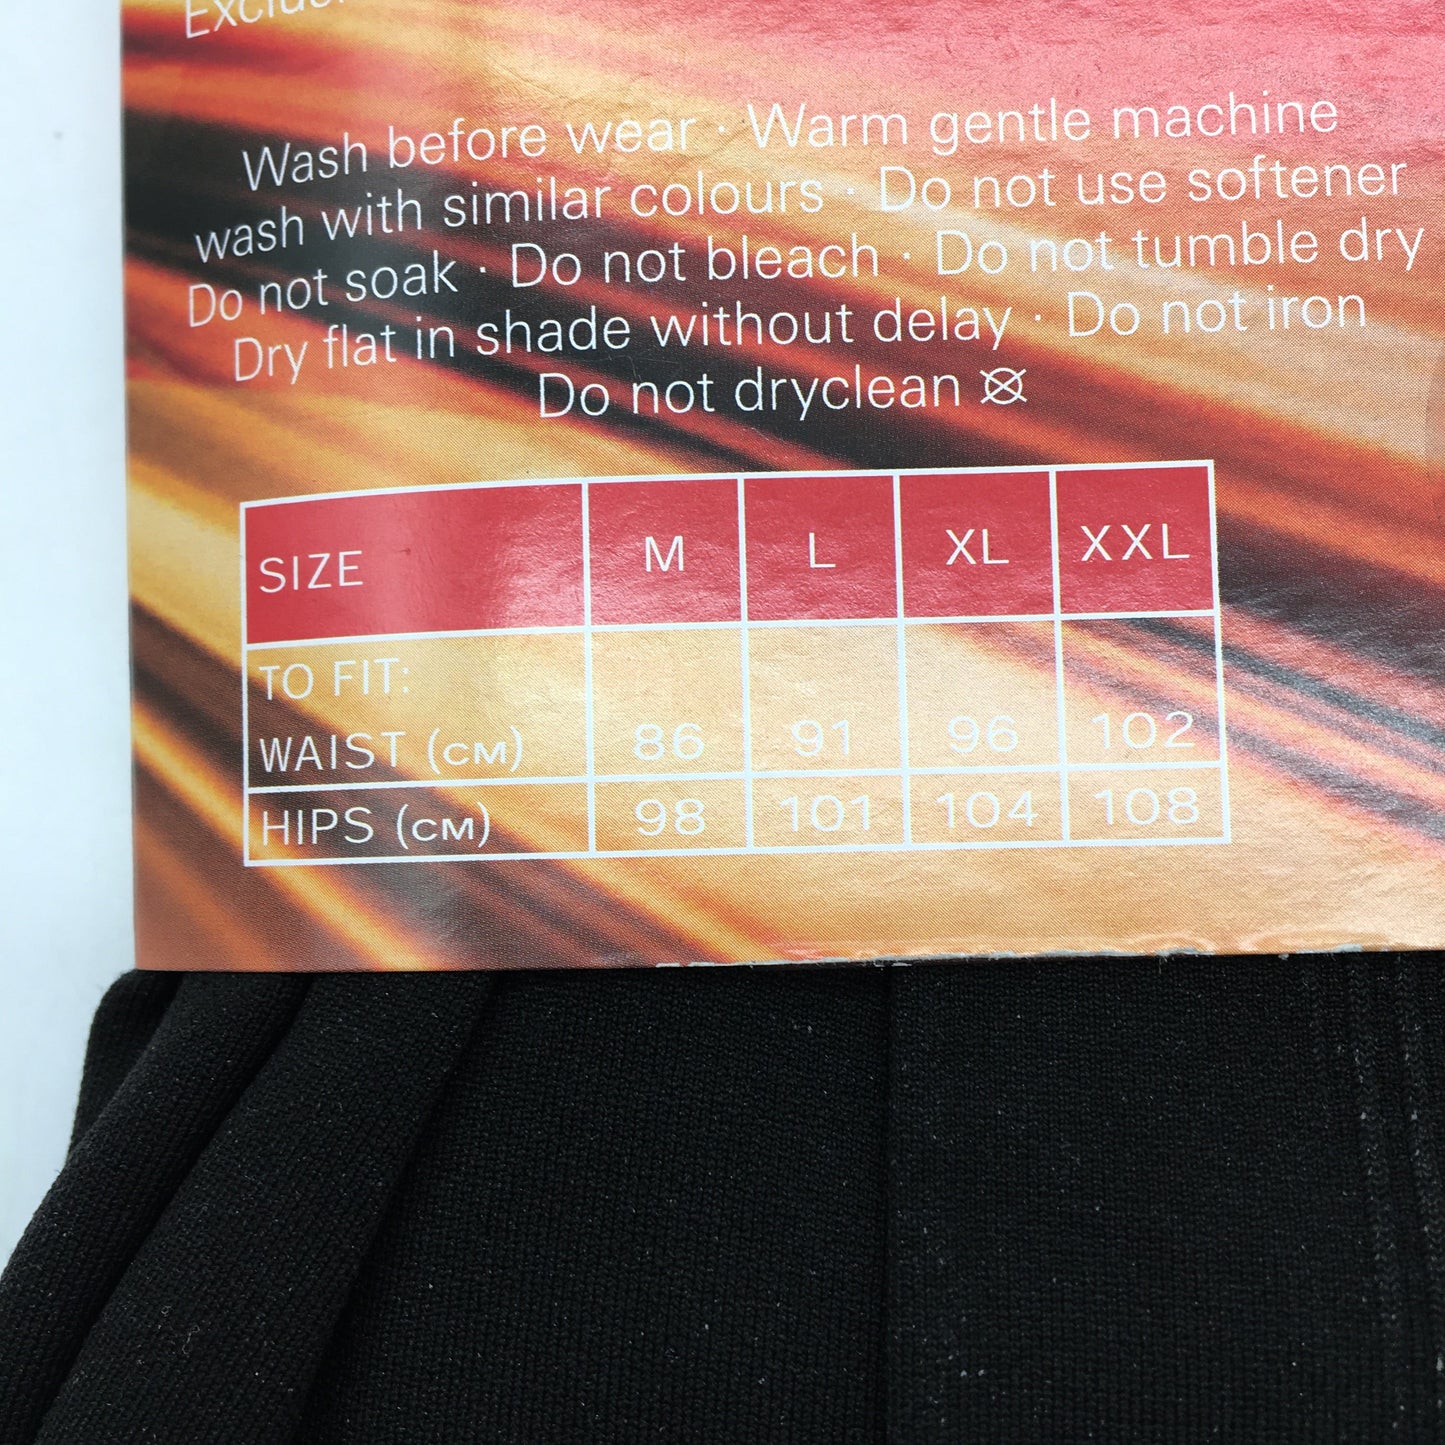 Wash before wear · Warm gentle machine
wash with similar colours · Do not use softener
Do not soak · Do not bleach · Do not tumble dry
Dry flat in shade without delay · Do not iron
Do not dryclean
SIZE M L XL XXL
TO FIT:
WAIST (CM) 86 91 96 102
HIPS (CM) 98 101 104 108